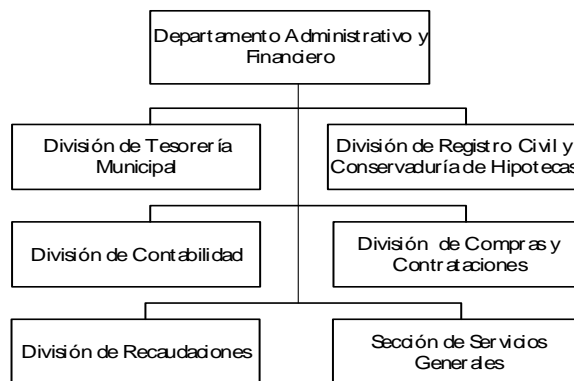 Departamento Administrativo y
Financiero
División de Tesorería
Municipal
División de Registro Civil y
Conservaduría de Hipotecas
División de Contabilidad
División de Compras y
Contrataciones
División de Recaudaciones
Sección de Servicios
Generales